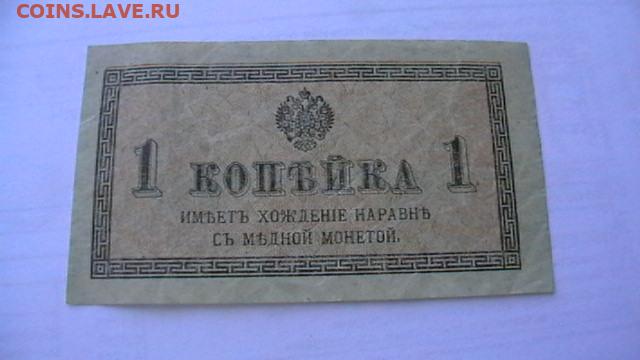 COINS.LAVE.RU
1 КОПѢЙКА 1
ИМѢЕТЪ ХОЖДЕНІЕ НАРАВНѢ
СЪ МѢДНОЙ МОНЕТОЙ.